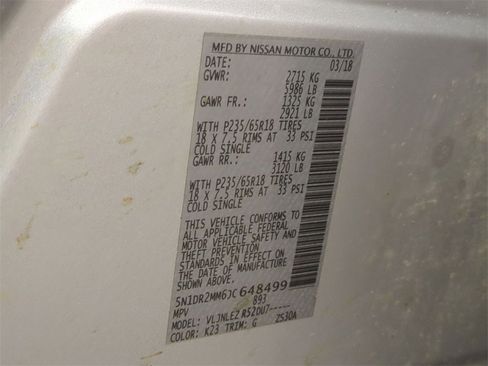 MFD BY NISSAN MOTOR CO., LTD.
DATE: 03/18
GVWR: 2715 KG
5986 LB
GAWR FR.: 1325 KG
2921 LB
WITH P235/65R18 TIRES
18 X 7.5 RIMS AT 33 PSI
COLD SINGLE
GAWR RR.: 1415 KG
3120 LB
WITH P235/65R18 TIRES
18 X 7.5 RIMS AT 33 PSI
COLD SINGLE
THIS VEHICLE CONFORMS TO
ALL APPLICABLE FEDERAL
MOTOR VEHICLE SAFETY AND
THEFT PREVENTION
STANDARDS IN EFFECT ON
THE DATE OF MANUFACTURE
SHOWN ABOVE.
5N1DR2MM6JC648499
MPV 893
MODEL: VLJNLEZ R52DU7-----
COLOR: K23 TRIM: G ZS30A